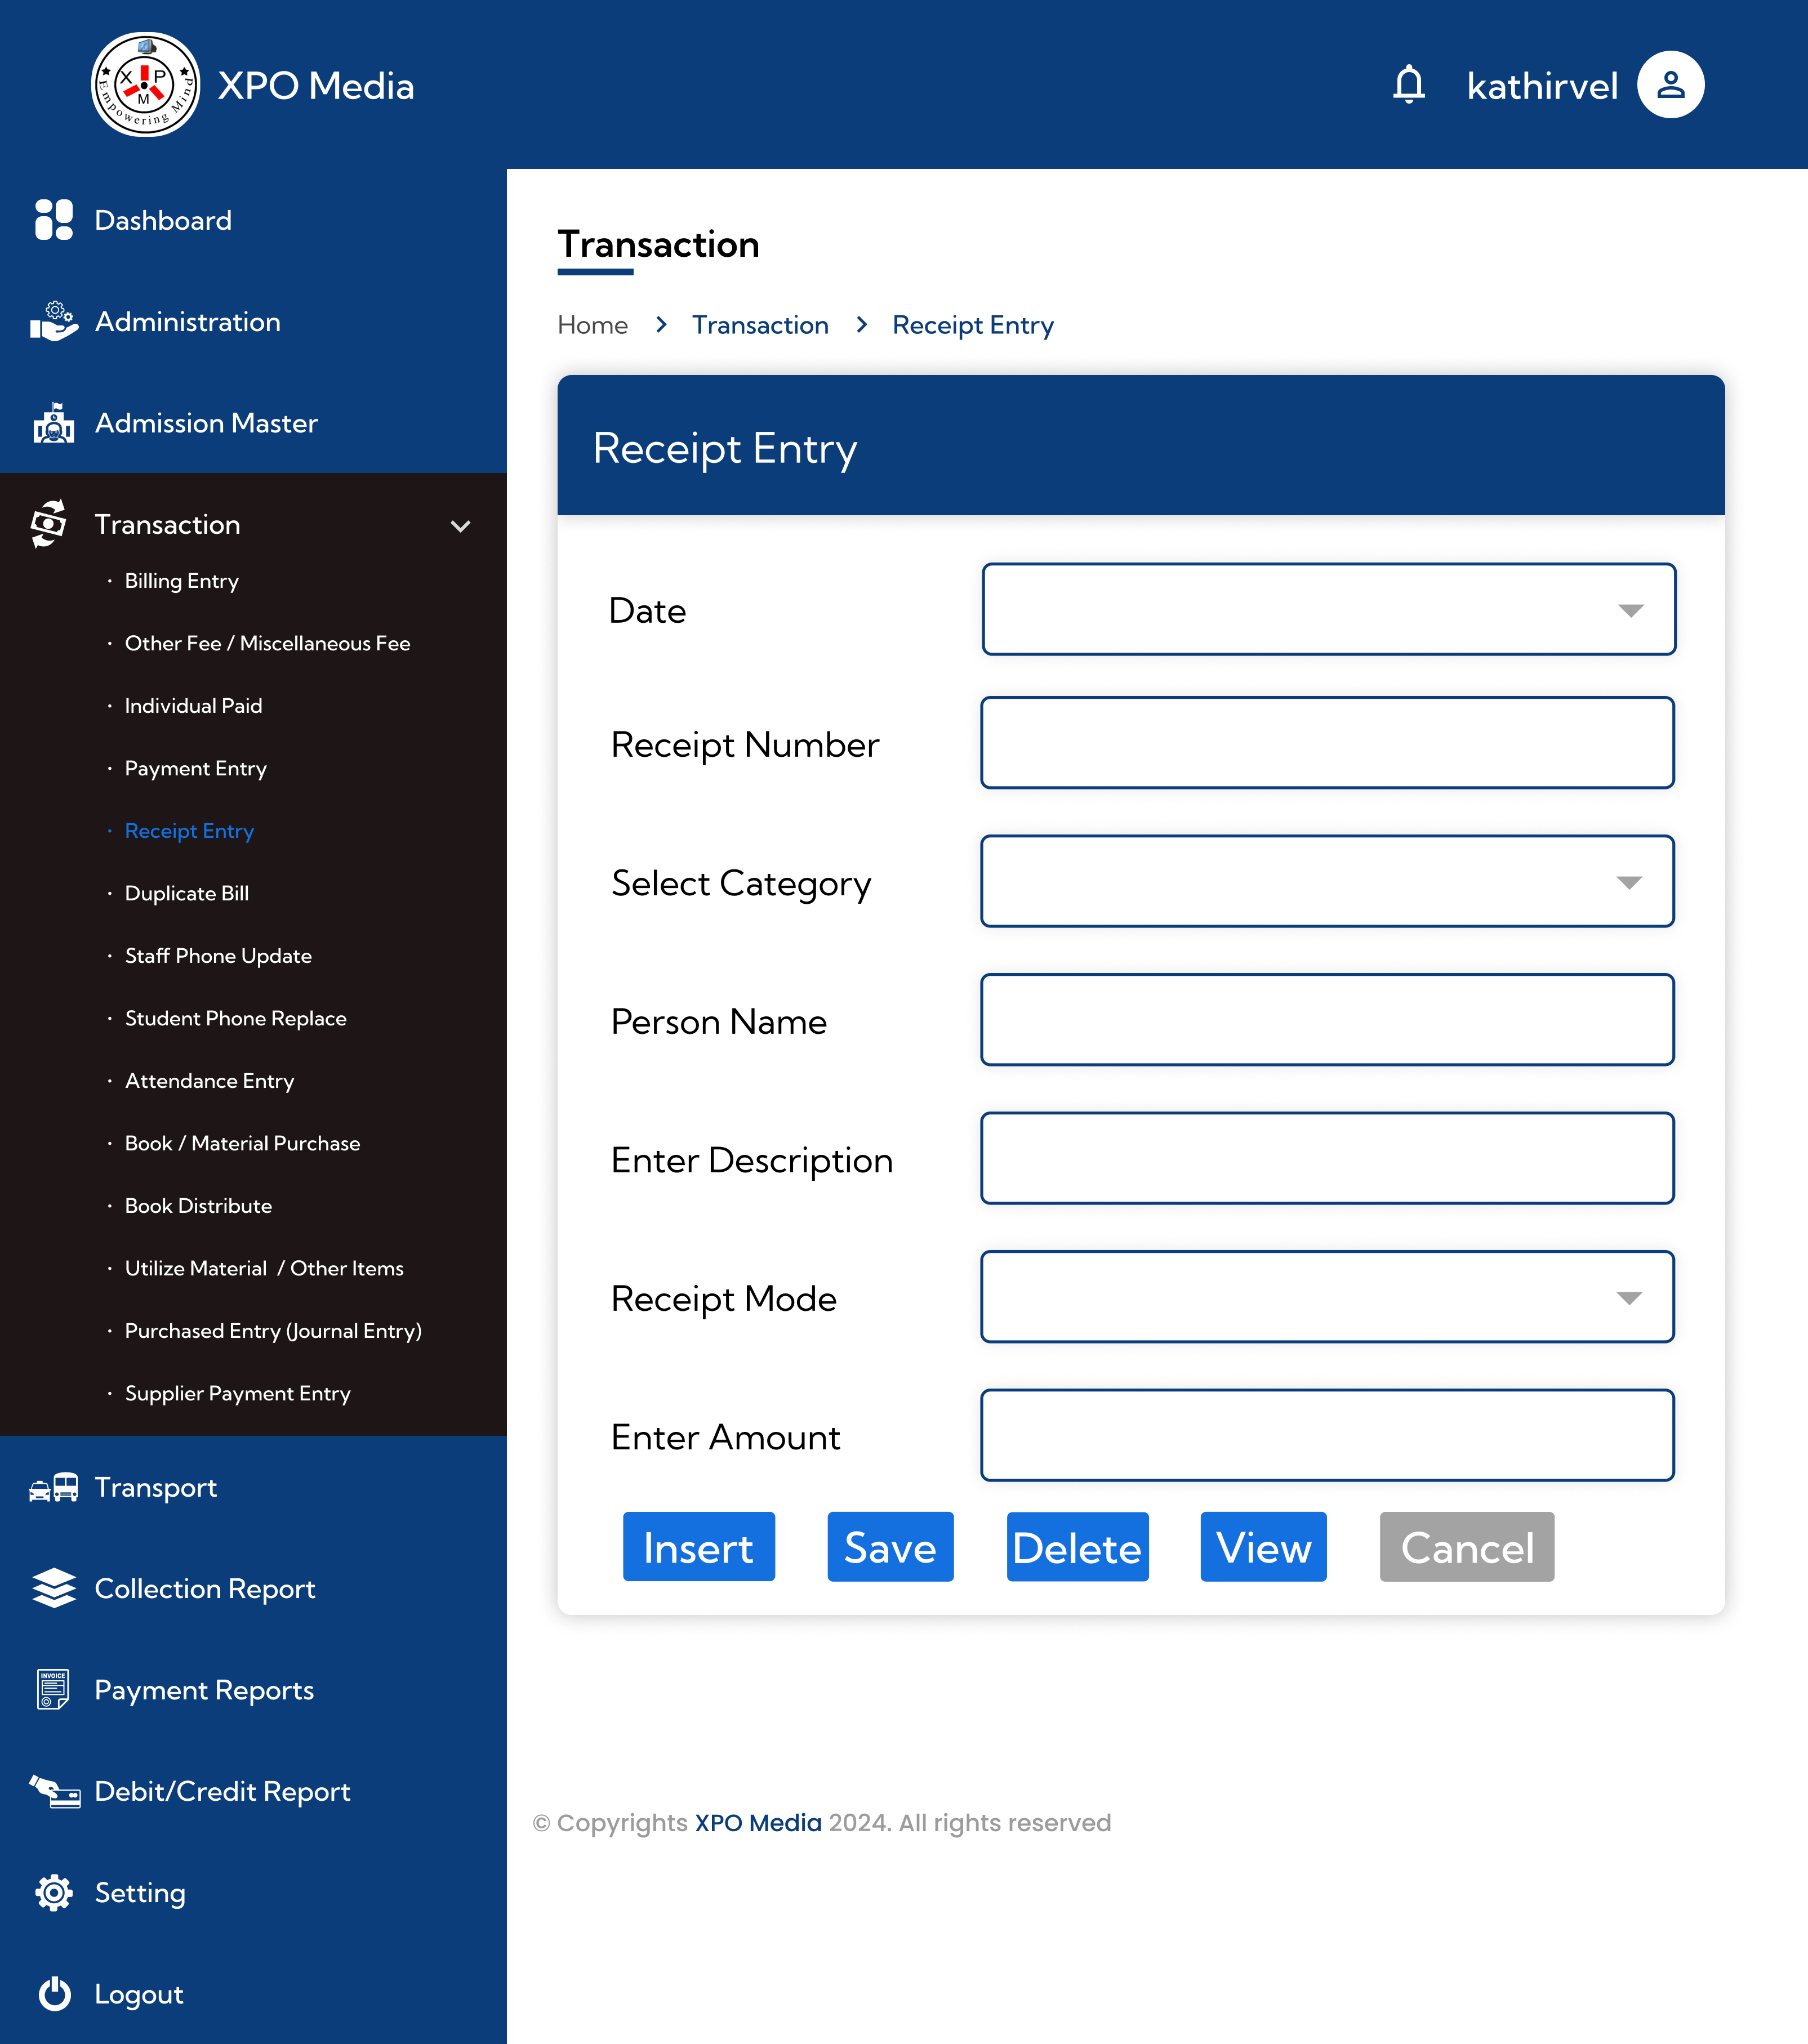 X P M
Empowering Mind
XPO Media
kathirvel
Dashboard
Administration
Admission Master
Transaction
· Billing Entry
· Other Fee / Miscellaneous Fee
· Individual Paid
· Payment Entry
· Receipt Entry
· Duplicate Bill
· Staff Phone Update
· Student Phone Replace
· Attendance Entry
· Book / Material Purchase
· Book Distribute
· Utilize Material / Other Items
· Purchased Entry (Journal Entry)
· Supplier Payment Entry
Transport
Collection Report
INVOICE
Payment Reports
Debit/Credit Report
Setting
Logout
Transaction
Home > Transaction > Receipt Entry
Receipt Entry
Date
Receipt Number
Select Category
Person Name
Enter Description
Receipt Mode
Enter Amount
Insert Save Delete View Cancel
© Copyrights XPO Media 2024. All rights reserved